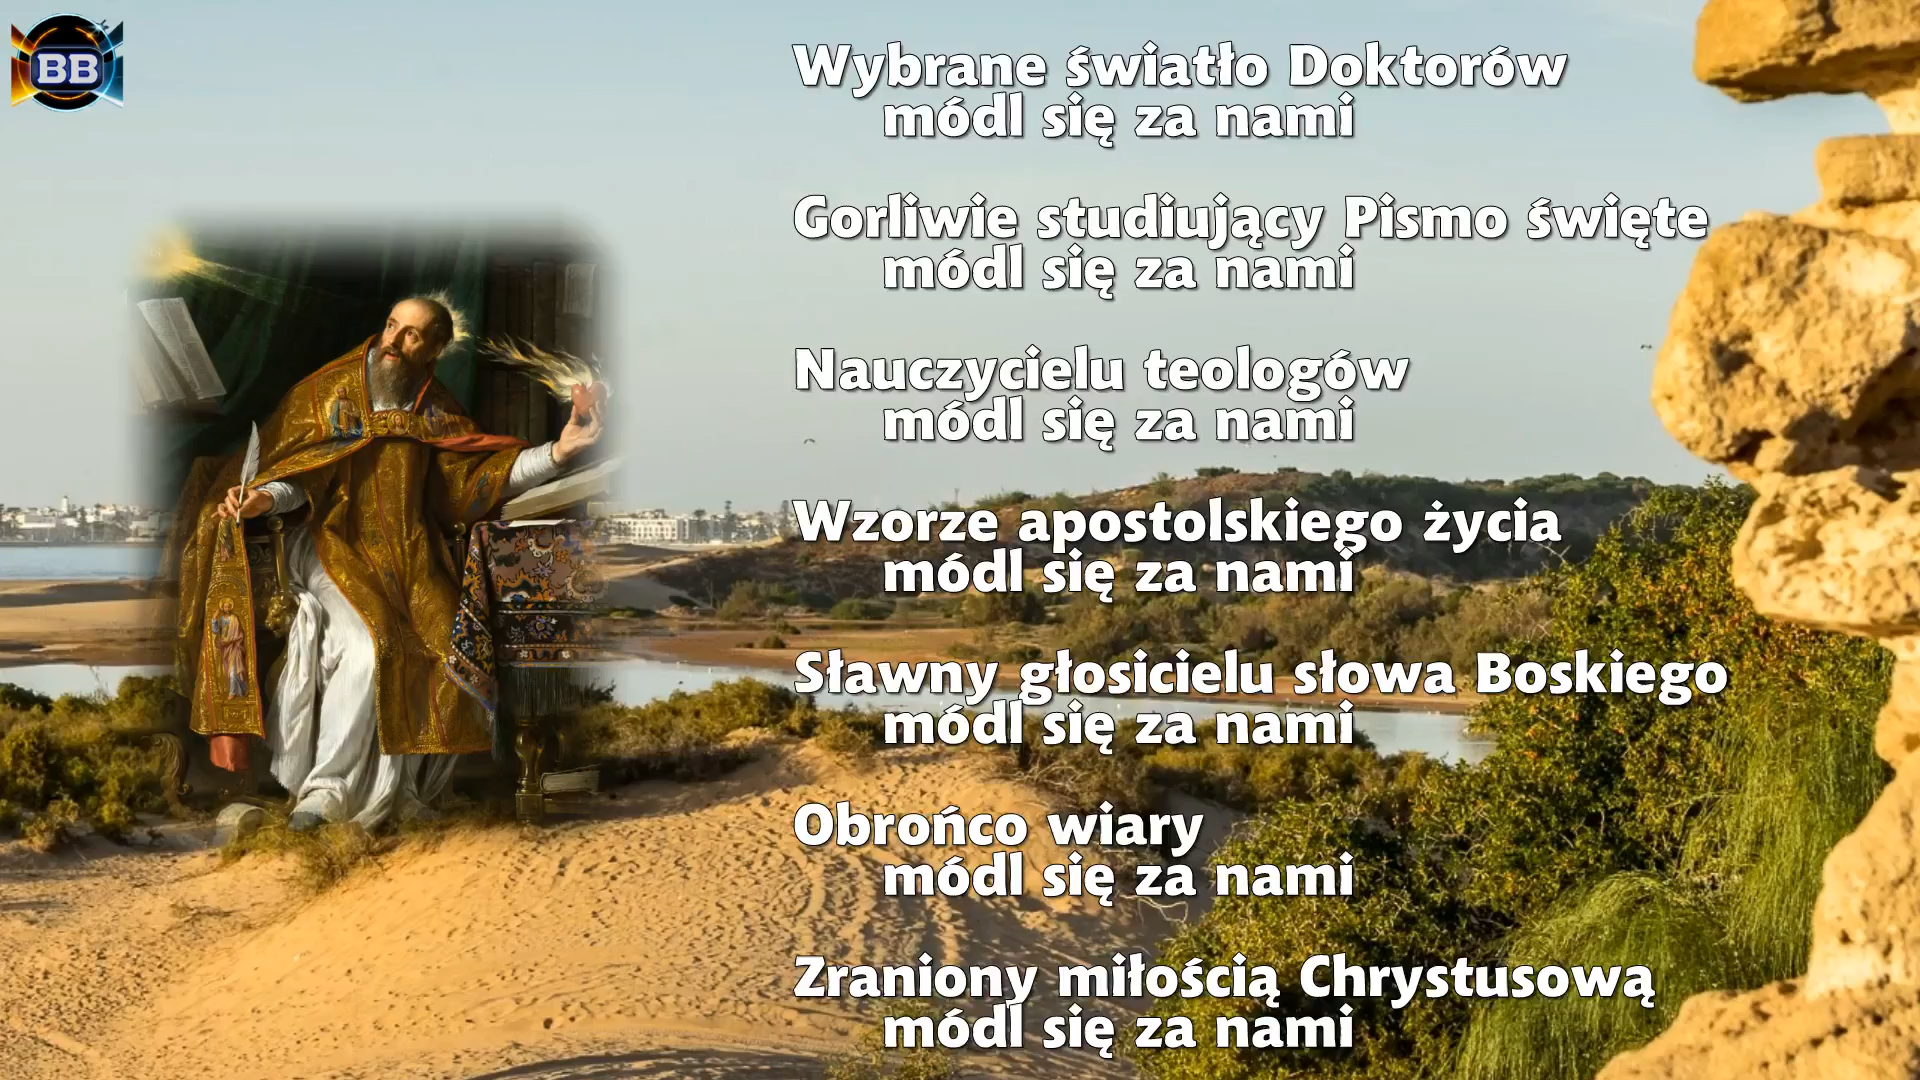 BB
Wybrane światło Doktorów
módl się za nami
Gorliwie studiujący Pismo święte
módl się za nami
Nauczycielu teologów
módl się za nami
Wzorze apostolskiego życia
módl się za nami
Sławny głosicielu słowa Boskiego
módl się za nami
Obrońco wiary
módl się za nami
Zraniony miłością Chrystusową
módl się za nami